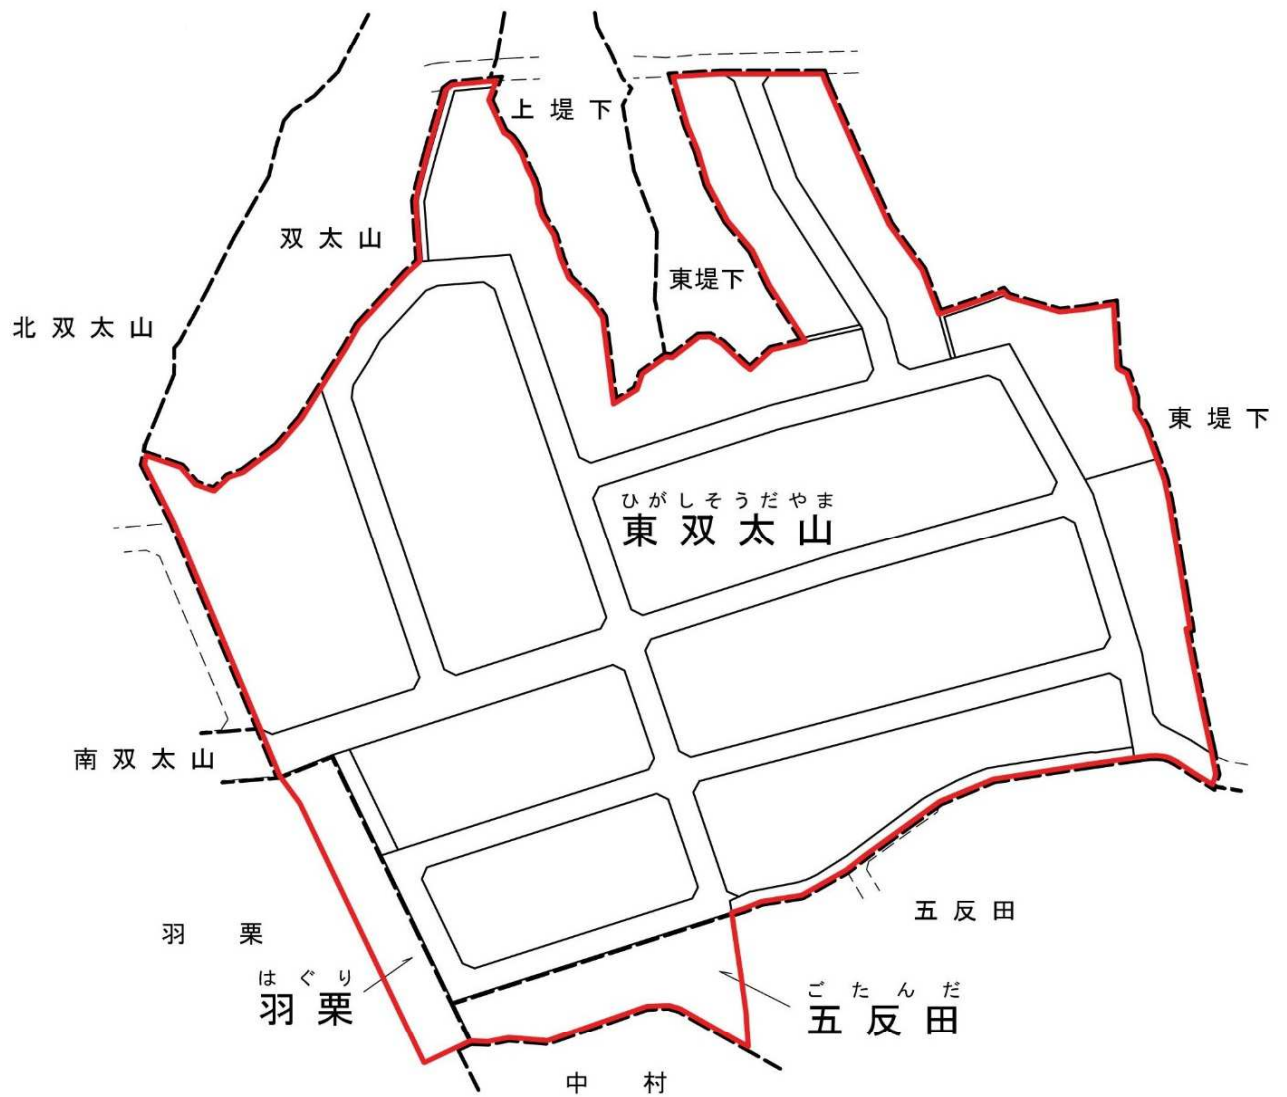 上堤下
双太山
東堤下
北双太山
東堤下
ひがしそうだやま
東双太山
南双太山
五反田
羽栗
はぐり
羽栗
ごたんだ
五反田
中村